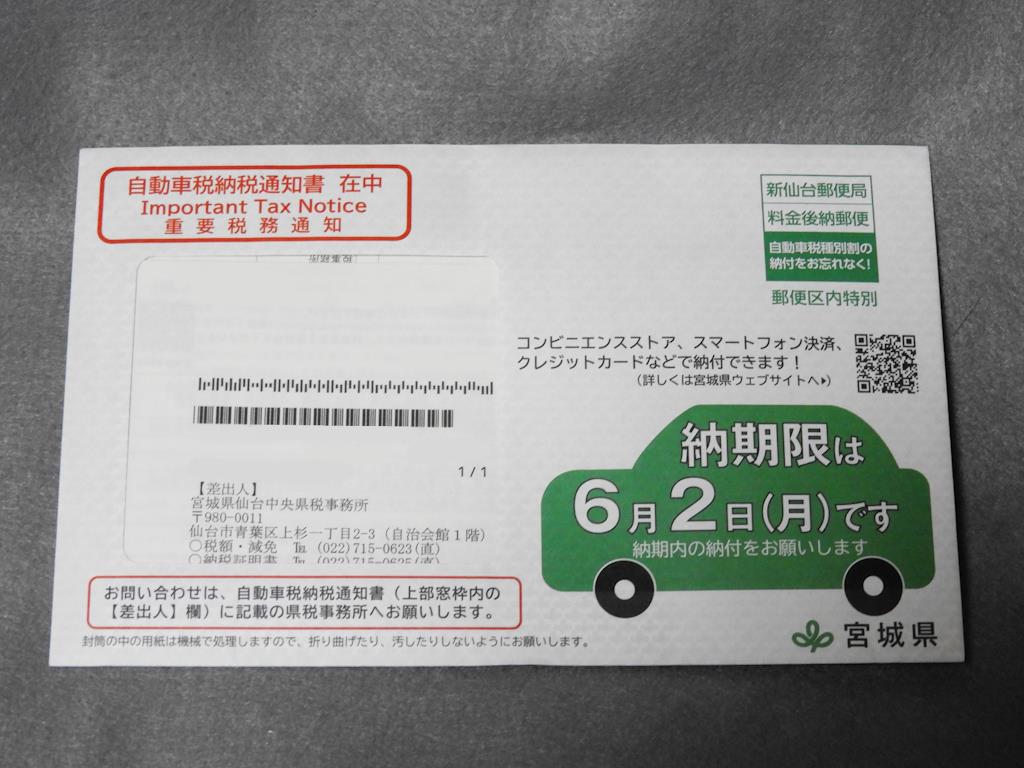 自動車税納税通知書 在中
Important Tax Notice
重要税務通知
新仙台郵便局
料金後納郵便
自動車税種別割の
納付をお忘れなく!
郵便区内特別
コンビニエンスストア、スマートフォン決済、
クレジットカードなどで納付できます!
(詳しくは宮城県ウェブサイトへ▶)
1/1
【差出人】
宮城県仙台中央県税事務所
〒980-0011
仙台市青葉区上杉一丁目2-3(自治会館1階)
○税額・減免 ℡ (022)715-0623(直)
○納税証明書 ℡ (022)715-0625(直)
納期限は
6月2日(月)です
納期内の納付をお願いします
お問い合わせは、自動車税納税通知書(上部窓枠内の
【差出人】欄)に記載の県税事務所へお願いします。
封筒の中の用紙は機械で処理しますので、折り曲げたり、汚したりしないようにお願いします。
宮城県